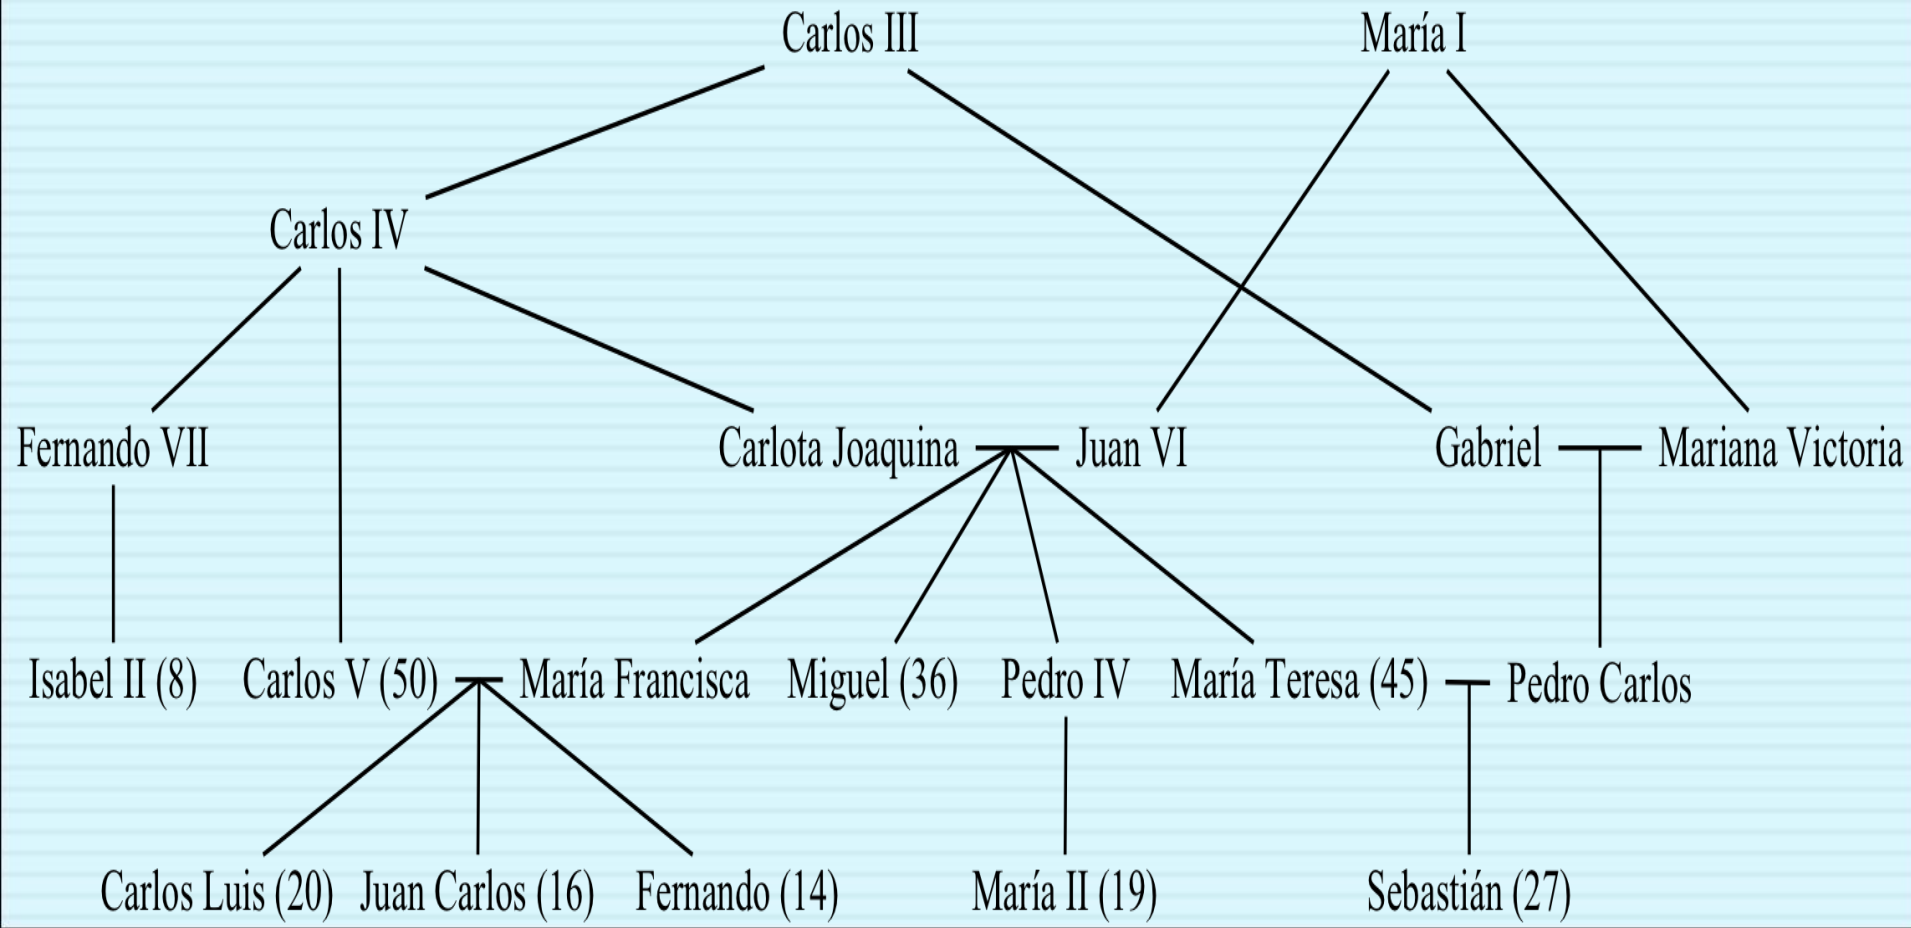 Carlos III María I
Carlos IV
Fernando VII Carlota Joaquina Juan VI Gabriel Mariana Victoria
Isabel II (8) Carlos V (50) María Francisca Miguel (36) Pedro IV María Teresa (45) Pedro Carlos
Carlos Luis (20) Juan Carlos (16) Fernando (14) María II (19) Sebastián (27)